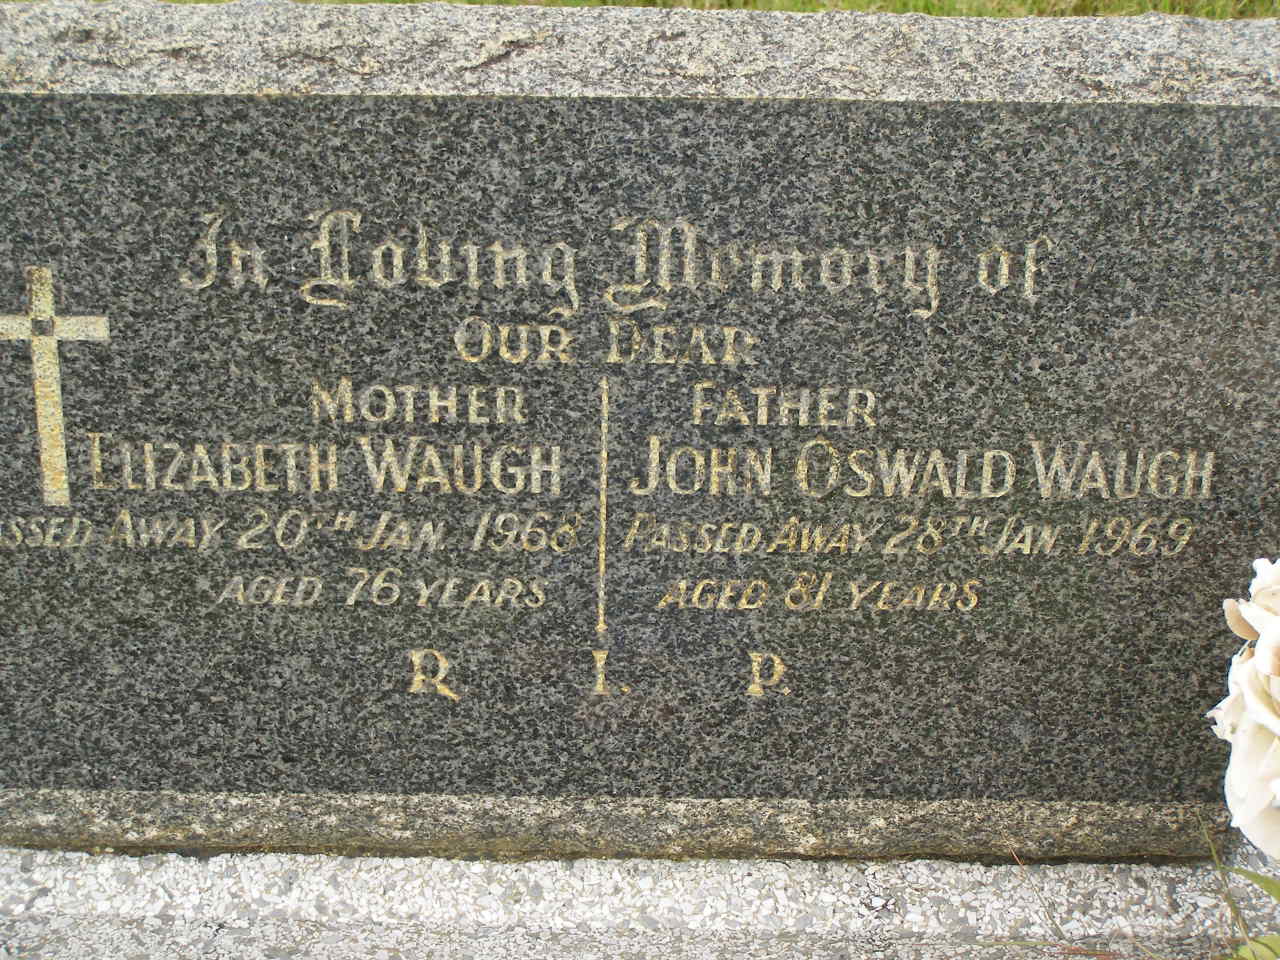 In Loving Memory of
OUR DEAR
MOTHER
ELIZABETH WAUGH
ASSED AWAY 20TH JAN. 1968
AGED 76 YEARS
FATHER
JOHN OSWALD WAUGH
PASSED AWAY 28TH JAN. 1969
AGED 81 YEARS
R. I. P.